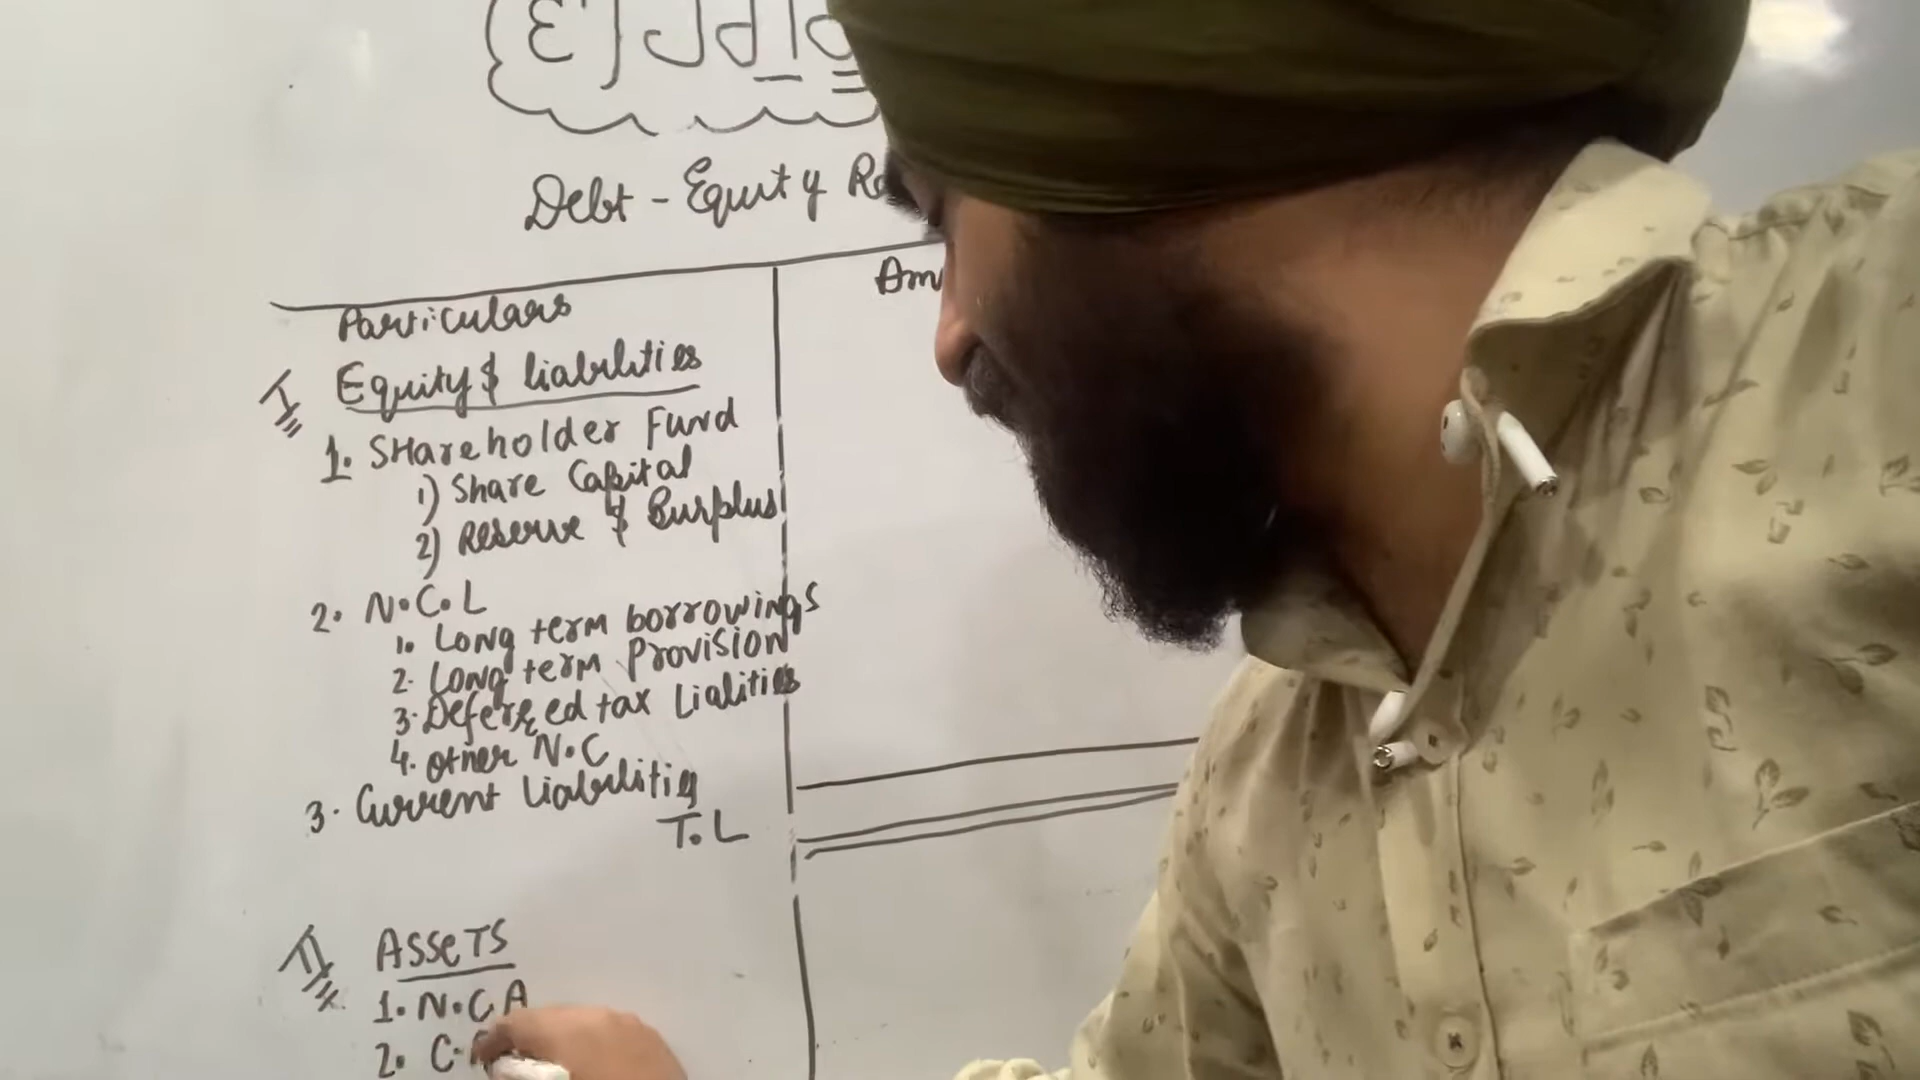 Debt - Equity
Particulars
I Equity & liabilities
1. Shareholder Fund
1) Share Capital
2) Reserve & Surplus
2. N.C.L
1. Long term borrowings
2. Long term Provision
3. Deferred tax Lialities
4. other N.C
3. Current Liabilities
T.L
II ASSETS
1. N.C.A
2.